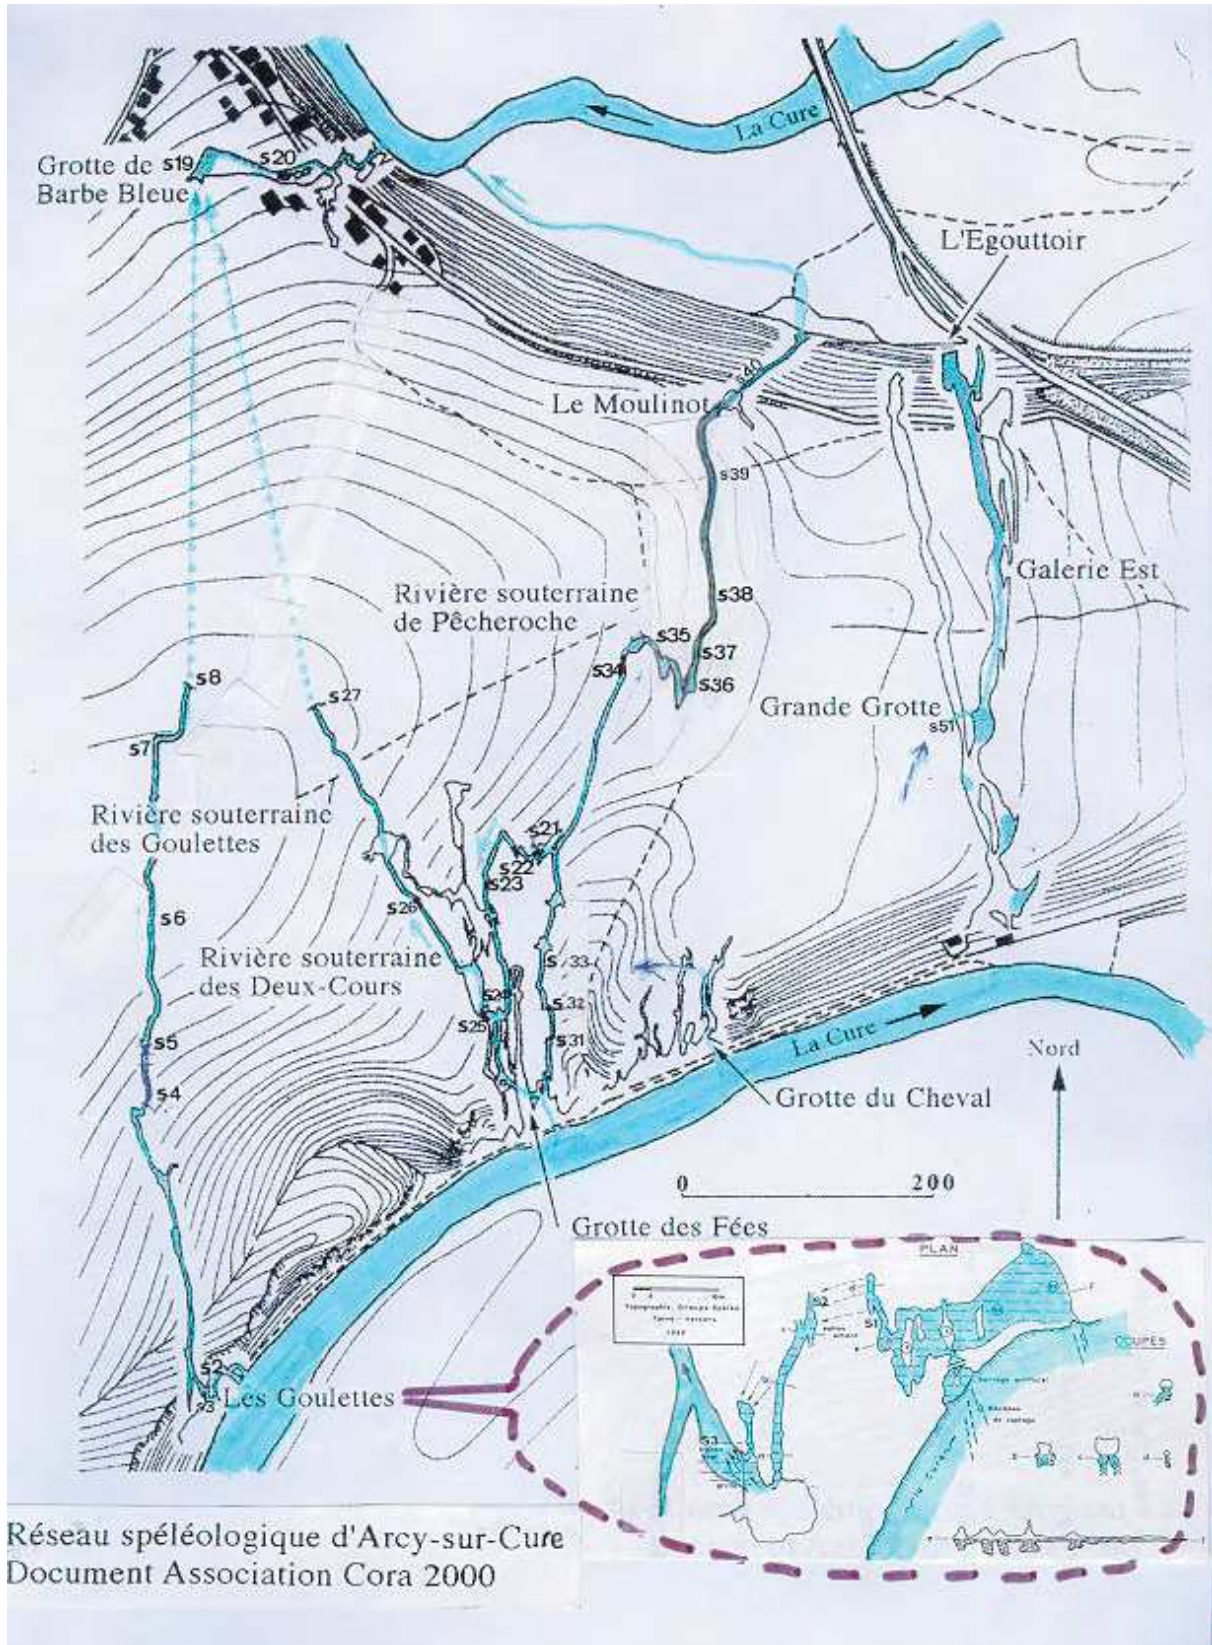 La Cure
Grotte de
Barbe Bleue
s19
s20
L'Egouttoir
s40
Le Moulinot
s39
Galerie Est
Rivière souterraine
de Pêcheroche
s38
s35
s37
s34
s36
s8
s27
Grande Grotte
s51
s7
Rivière souterraine
des Goulettes
s21
s22
s23
s6
s26
Rivière souterraine
des Deux-Cours
s33
s32
s25
s31
s5
s4
La Cure
Nord
Grotte du Cheval
0 200
Grotte des Fées
s2
Les Goulettes
s3
PLAN
COUPES
S2
S1
S3
Réseau spéléologique d'Arcy-sur-Cure
Document Association Cora 2000